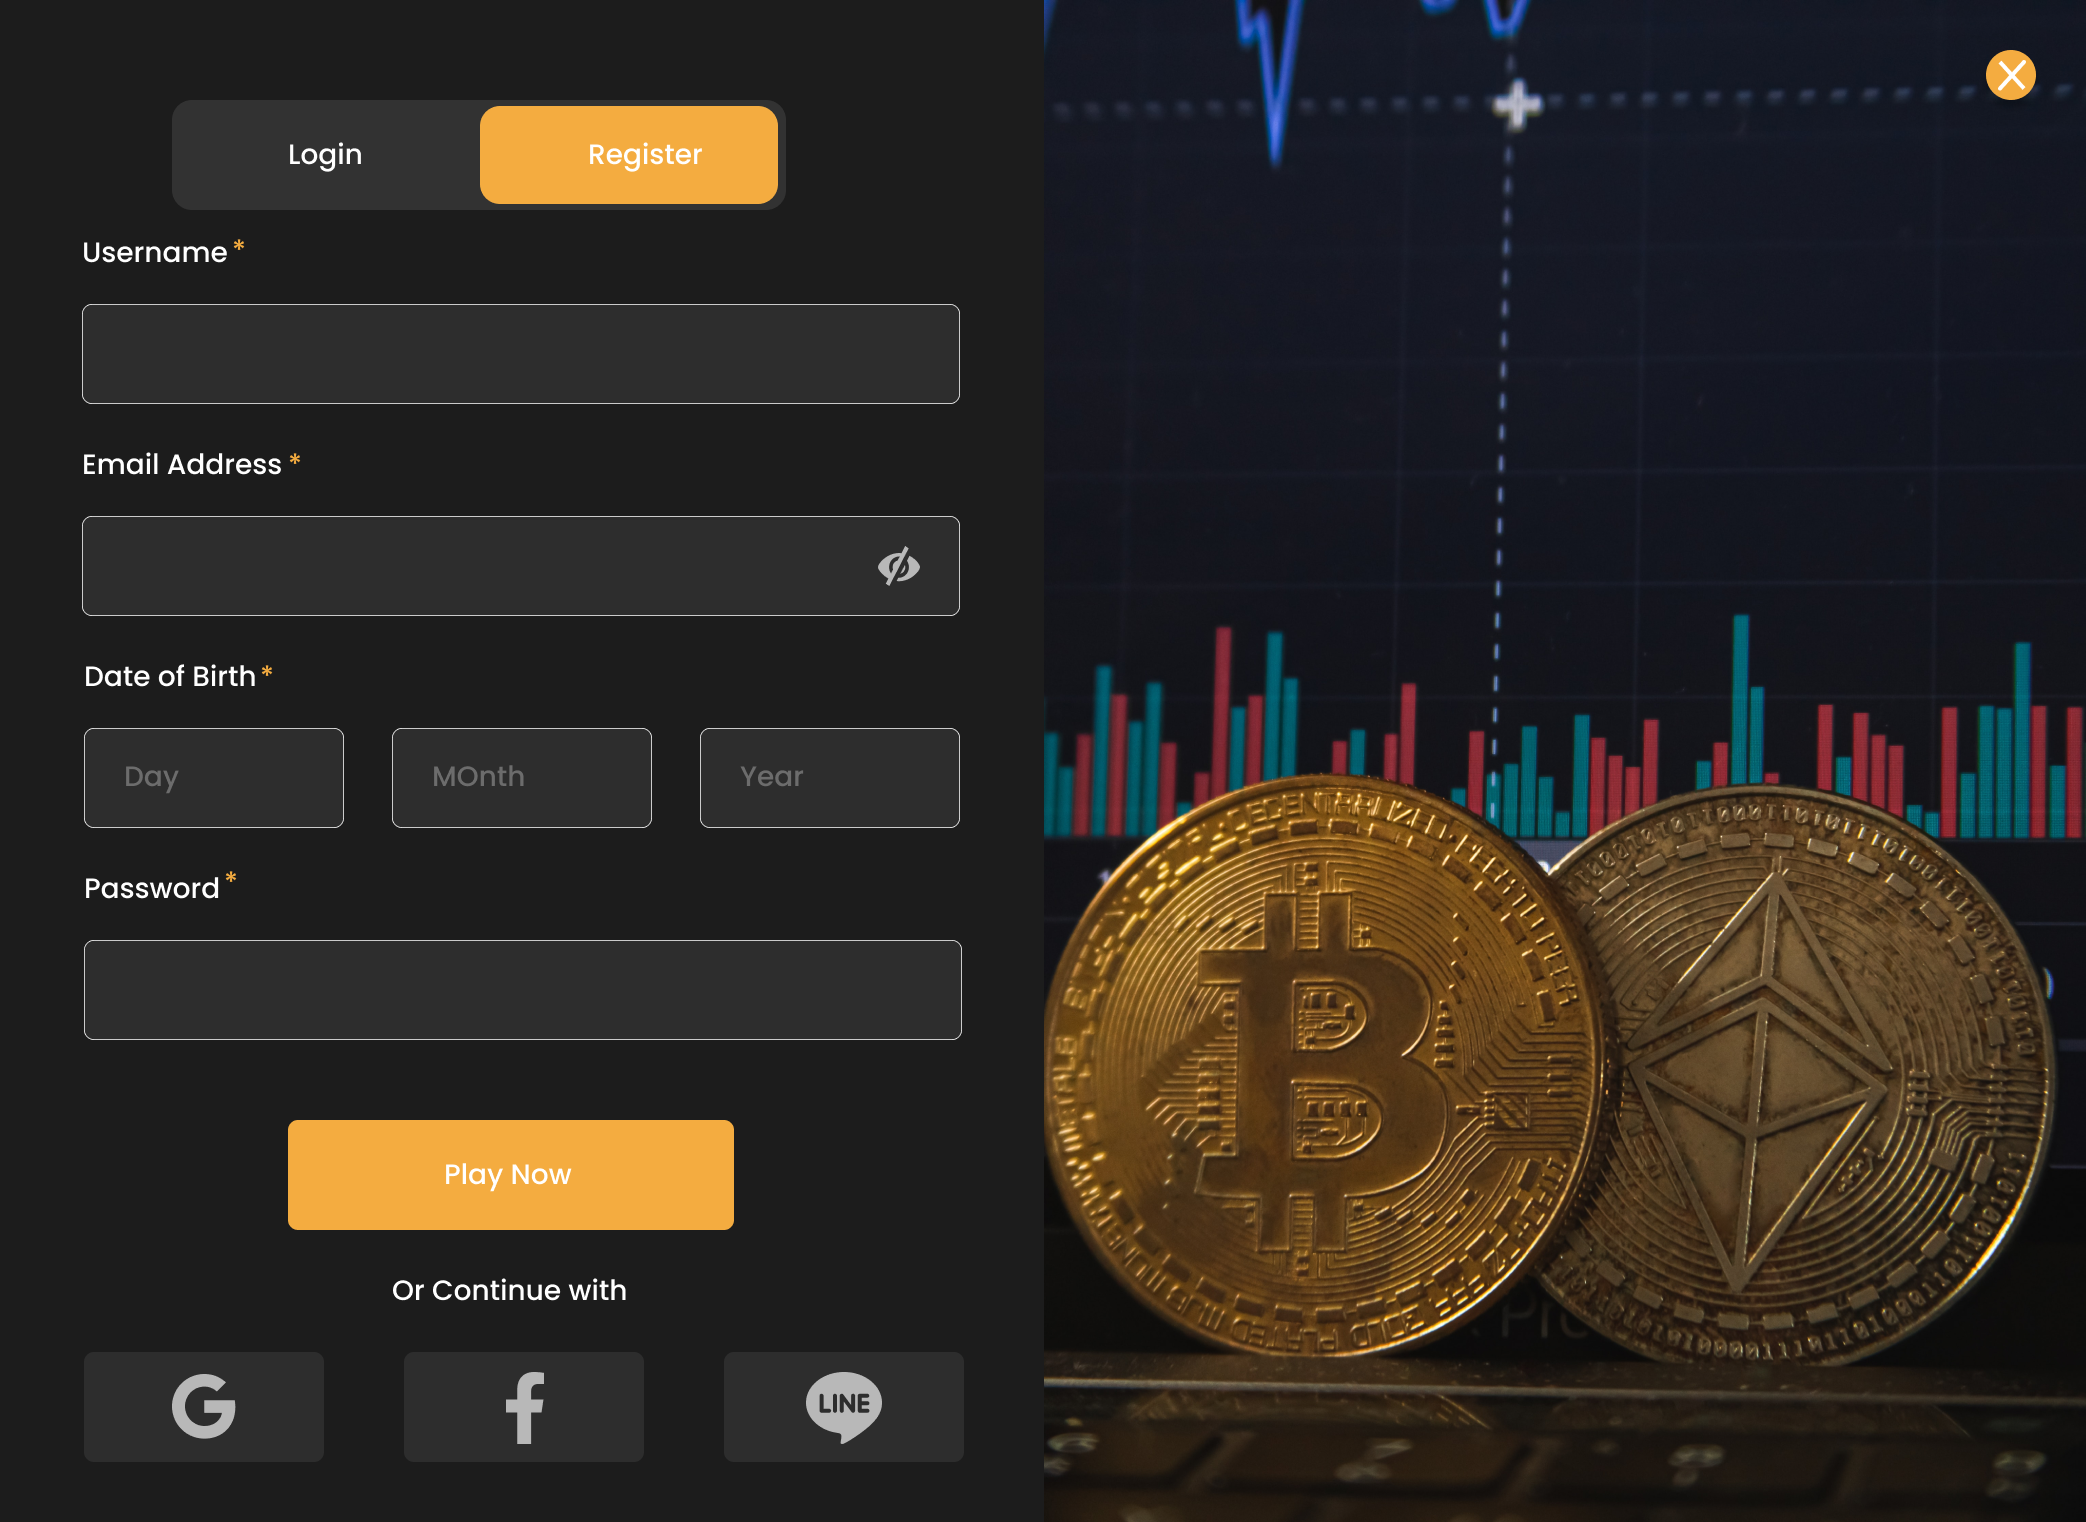 Login
Register
Username *
Email Address *
Date of Birth *
Day
MOnth
Year
Password *
Play Now
Or Continue with
G
f
LINE